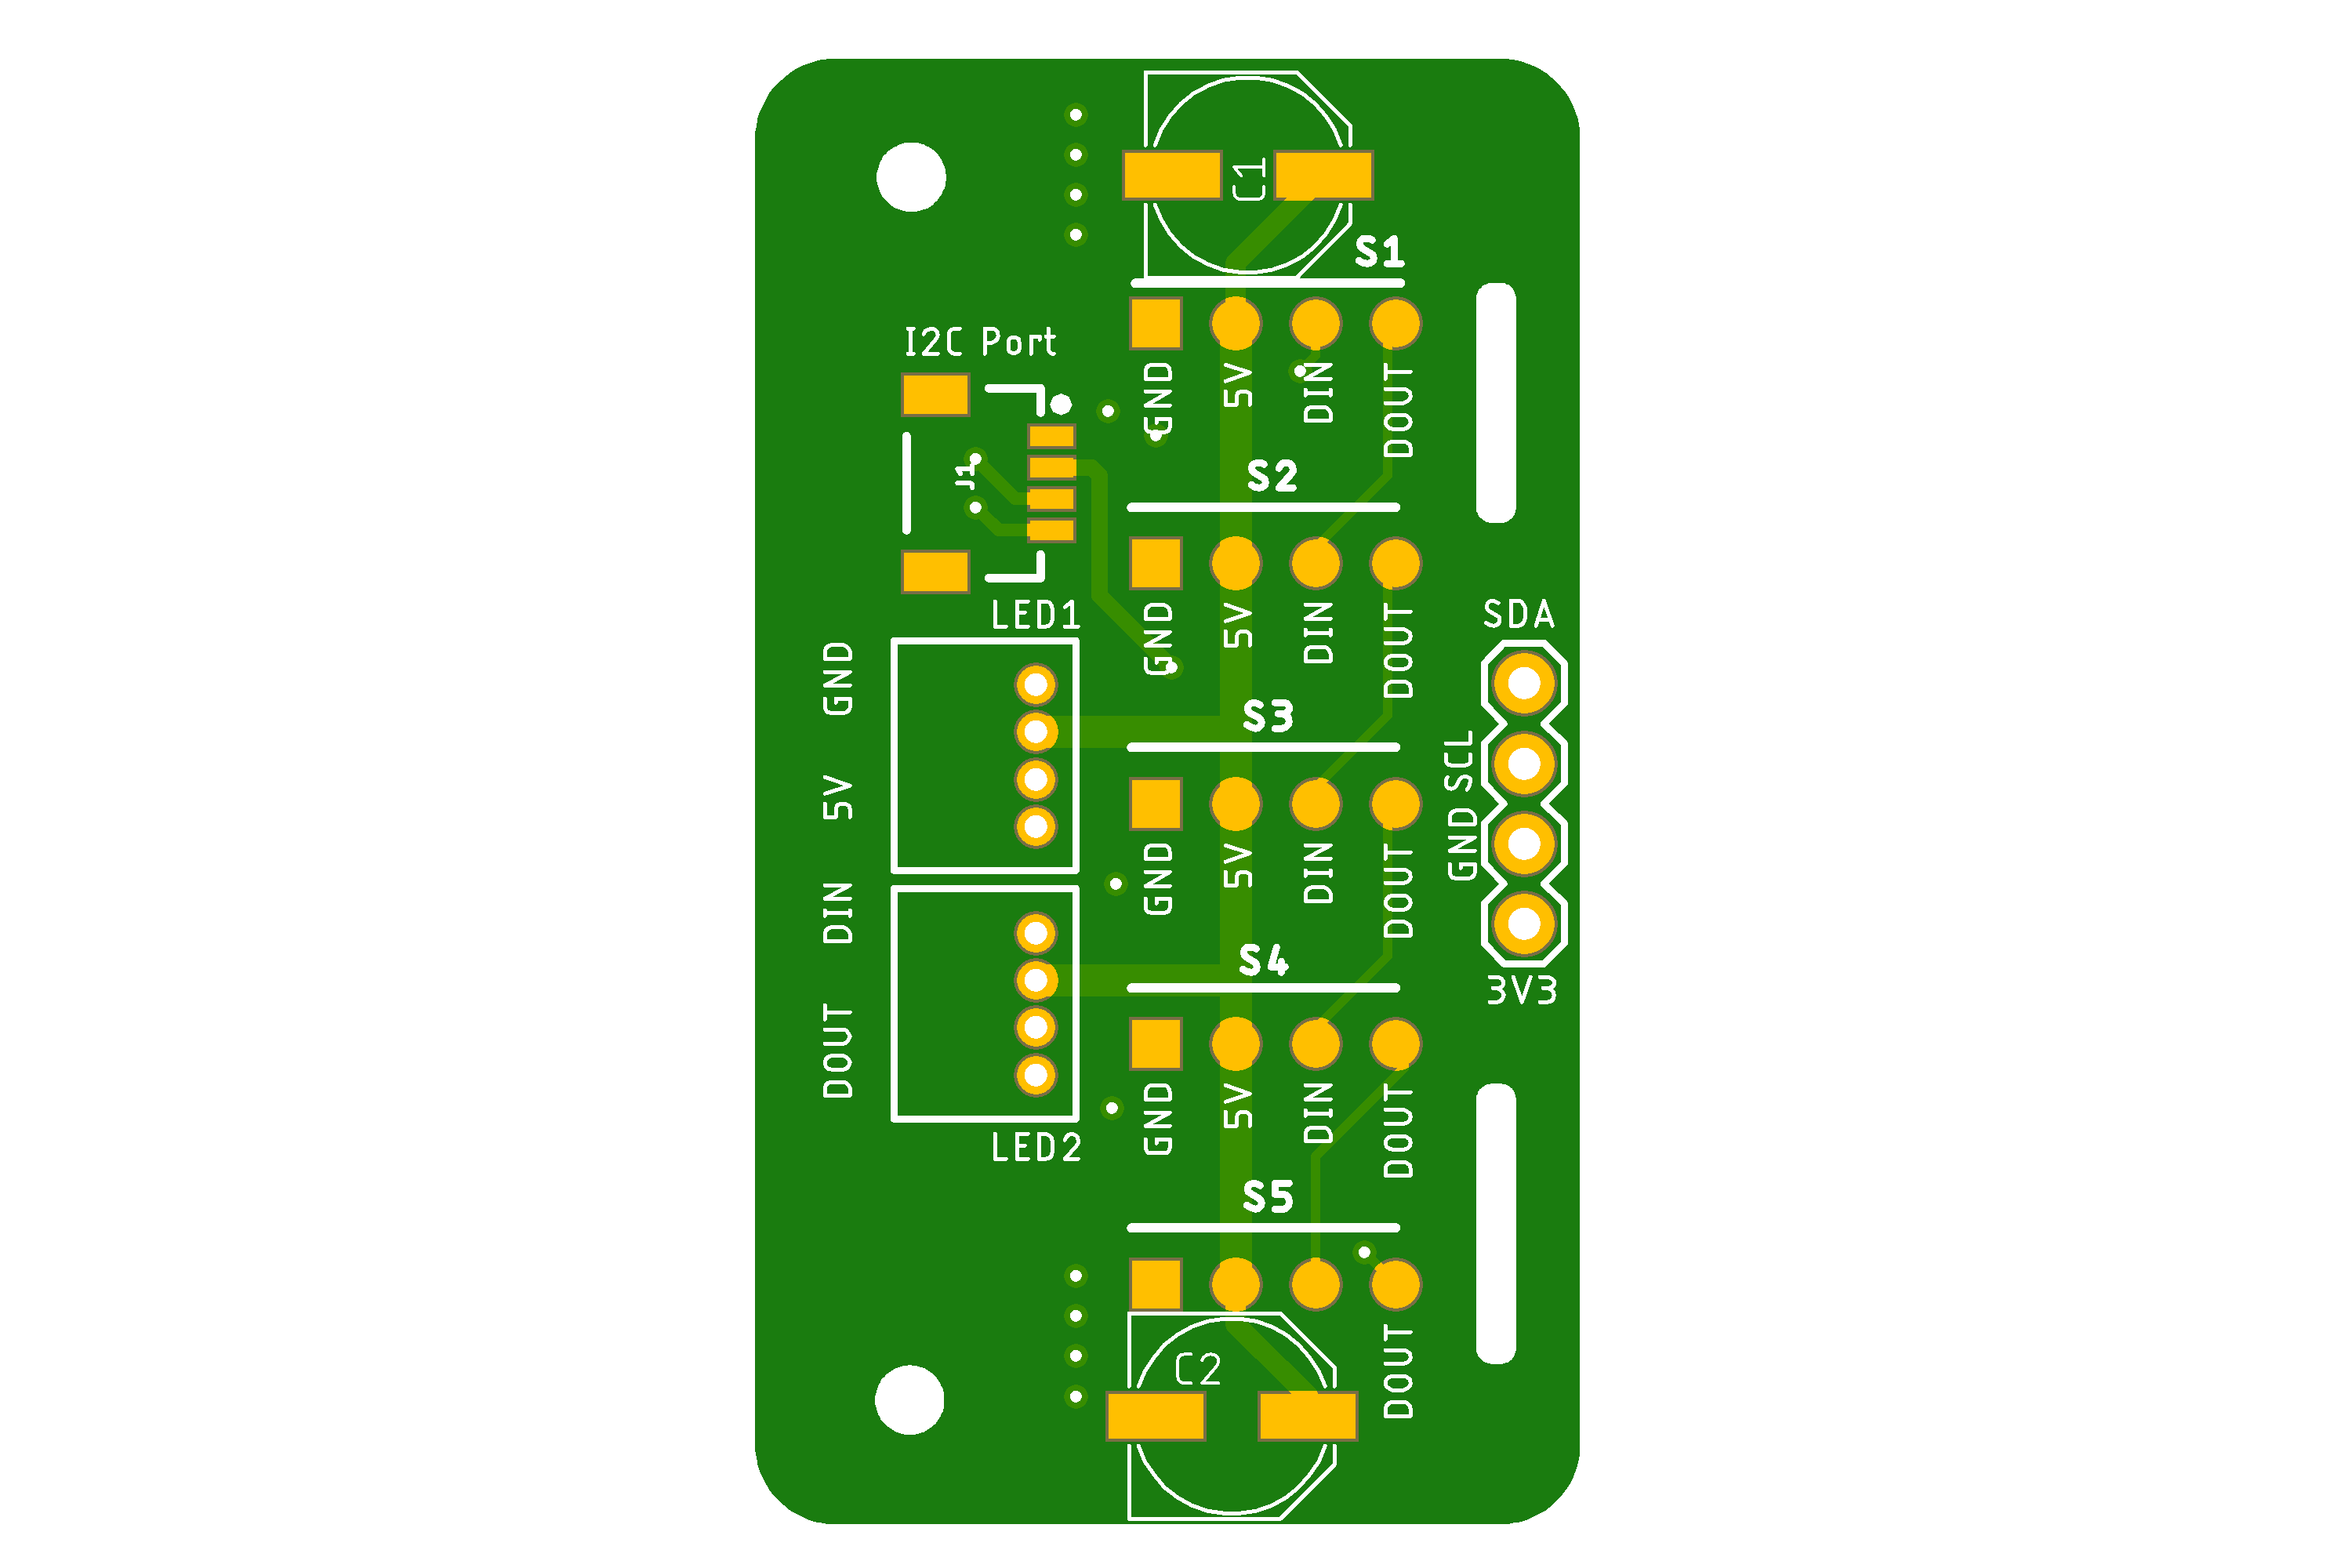 C1
S1
I2C Port
GND 5V DIN DOUT
J1
S2
LED1
GND 5V DIN DOUT
SDA
GND
S3
SCL
5V
GND
GND 5V DIN DOUT
DIN
S4
3V3
DOUT
GND 5V DIN DOUT
LED2
S5
DOUT
C2